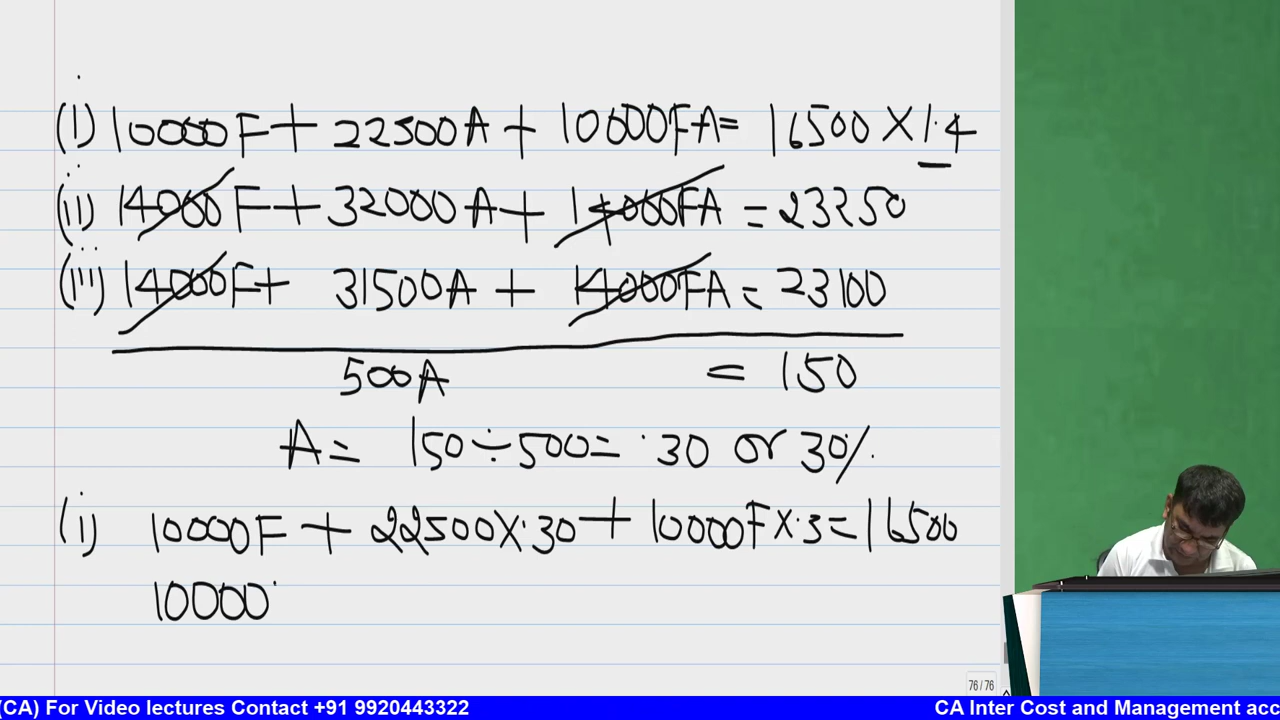 (i) 10000F + 22500A + 10000FA = 16500 X 1.4
(ii) 14000F + 32000A + 14000FA = 23250
(iii) 14000F + 31500A + 14000FA = 23100
500A = 150
A = 150 ÷ 500 = .30 or 30%
(i) 10000F + 22500X.30 + 10000FX.3 = 16500
10000
76 / 76
(CA) For Video lectures Contact +91 9920443322 CA Inter Cost and Management acc